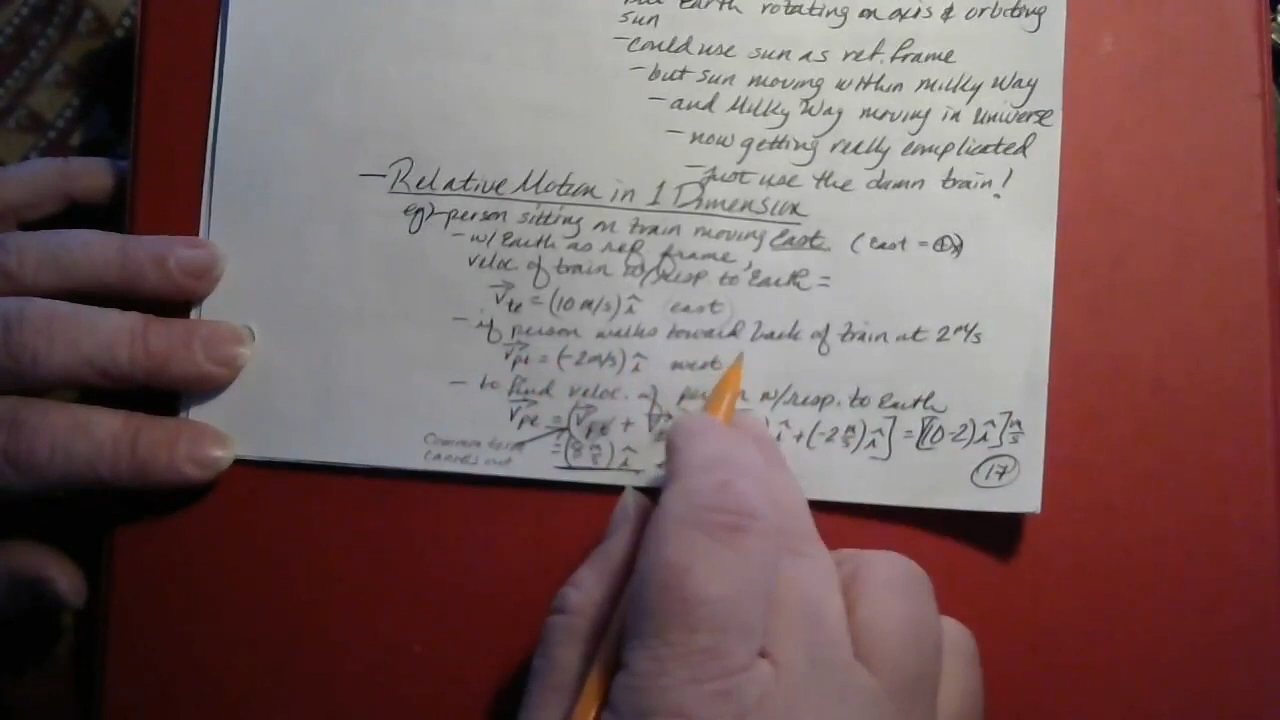 but earth rotating on axis & orbiting
sun
- could use sun as ref. frame
- but sun moving within Milky Way
- and Milky Way moving in Universe
- now getting really complicated
- just use the damn train!
- Relative Motion in 1 Dimension
eg) - person sitting on train moving East (east = ⊕x)
- w/ Earth as ref frame,
veloc of train w/resp to Earth =
v⃗te = (10 m/s) î east
- if person walks toward back of train at 2 m/s
v⃗pt = (-2 m/s) î west
- to find veloc. of person w/resp. to Earth
v⃗pe = (v⃗pt + î + (-2 m/s) î] = [(10-2) î] m/s
Common term
cancels out
= (8 m/s) î
17